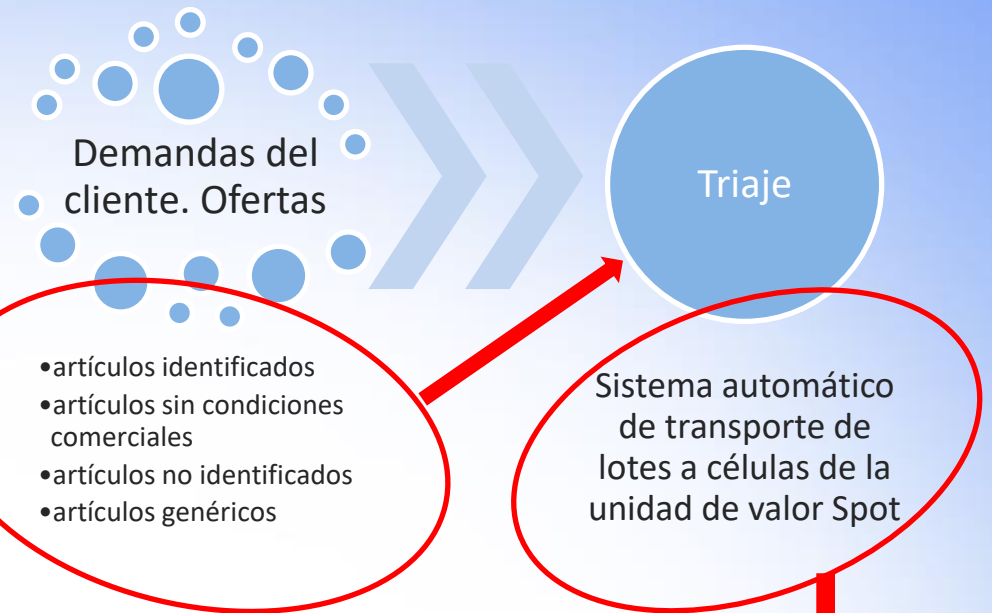 Demandas del
cliente. Ofertas
Triaje
•artículos identificados
•artículos sin condiciones
comerciales
•artículos no identificados
•artículos genéricos
Sistema automático
de transporte de
lotes a células de la
unidad de valor Spot